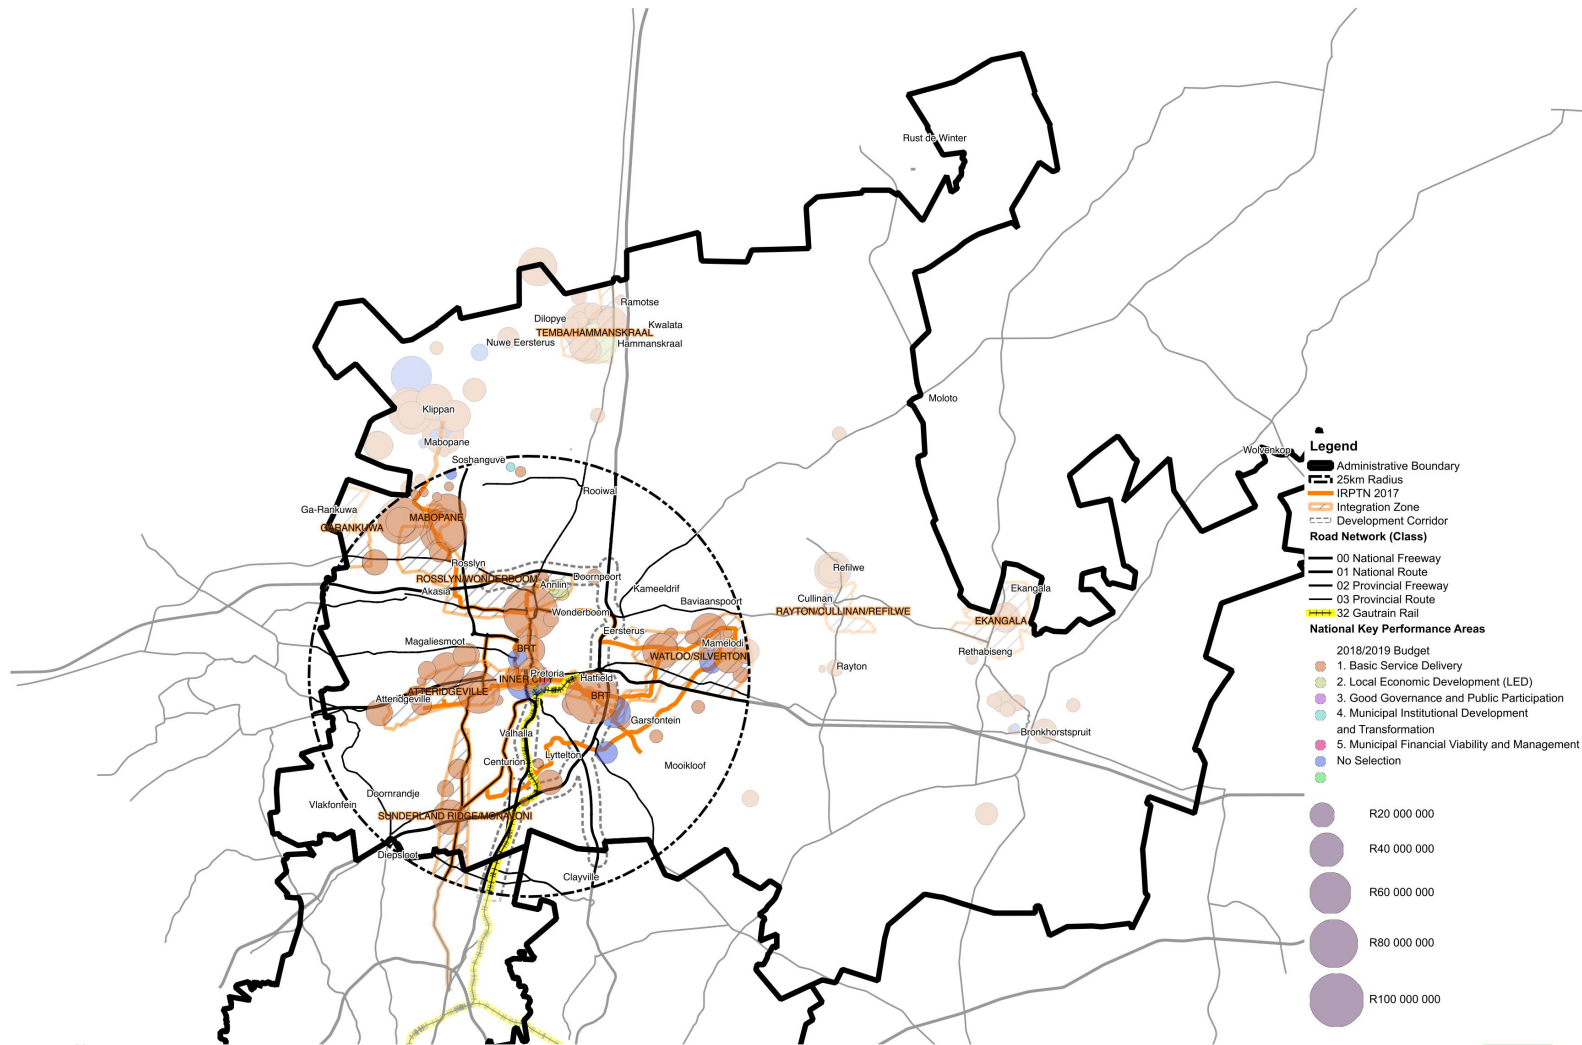 Rust de Winter
Ramotse
Dilopye
Kwalata
TEMBA/HAMMANSKRAAL
Nuwe Eersterus
Hammanskraal
Moloto
Klippan
Mabopane
Wolvenkop
Soshanguve
Rooiwal
Ga-Rankuwa
MABOPANE
GARANKUWA
Rosslyn
Refilwe
ROSSLYN/WONDERBOOM
Doornpoort
Annlin
Akasia
Kameeldrif
Ekangala
Baviaanspoort
Cullinan
Wonderboom
RAYTON/CULLINAN/REFILWE
EKANGALA
Eersterus
Magaliesmoot
Mamelodi
BRT
Rethabiseng
WATLOO/SILVERTON
Rayton
Pretoria
INNER CITY
Hatfield
ATTERIDGEVILLE
BRT
Atteridgeville
Garsfontein
Valhalla
Bronkhorstspruit
Lyttelton
Centurion
Mooikloof
Doornrandje
Vlakfonfein
SUNDERLAND RIDGE/MONAVONI
Diepsloot
Clayville
Legend
Administrative Boundary
25km Radius
IRPTN 2017
Integration Zone
Development Corridor
Road Network (Class)
00 National Freeway
01 National Route
02 Provincial Freeway
03 Provincial Route
32 Gautrain Rail
National Key Performance Areas
2018/2019 Budget
1. Basic Service Delivery
2. Local Economic Development (LED)
3. Good Governance and Public Participation
4. Municipal Institutional Development
and Transformation
5. Municipal Financial Viability and Management
No Selection
R20 000 000
R40 000 000
R60 000 000
R80 000 000
R100 000 000